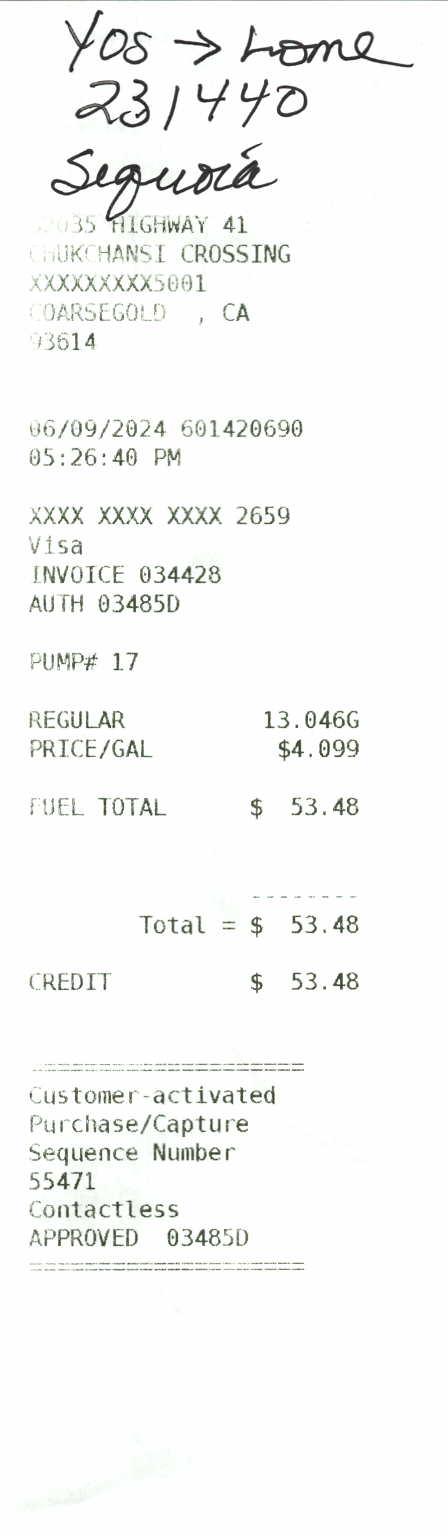 Yos → home
231440
Sequoia
035 HIGHWAY 41
CHUKCHANSI CROSSING
XXXXXXXXX5001
COARSEGOLD , CA
93614
06/09/2024 601420690
05:26:40 PM
XXXX XXXX XXXX 2659
Visa
INVOICE 034428
AUTH 03485D
PUMP# 17
REGULAR 13.046G
PRICE/GAL $4.099
FUEL TOTAL $ 53.48
--------
Total = $ 53.48
CREDIT $ 53.48
====================
Customer-activated
Purchase/Capture
Sequence Number
55471
Contactless
APPROVED 03485D
====================